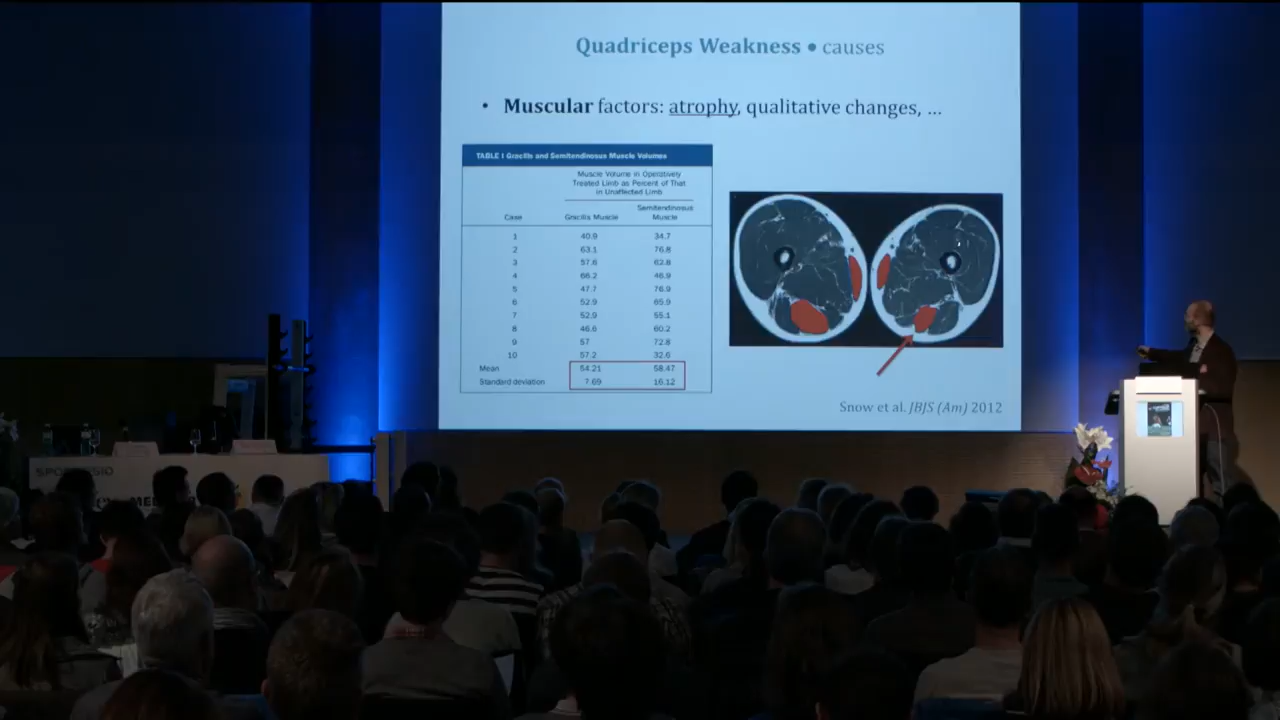 Quadriceps Weakness • causes
• Muscular factors: atrophy, qualitative changes, ...
TABLE I Gracilis and Semitendinosus Muscle Volumes
Muscle Volume in Operatively
Treated Limb as Percent of That
in Unaffected Limb
Case Gracilis Muscle Semitendinosus Muscle
1 40.9 34.7
2 63.1 76.8
3 57.6 62.8
4 66.2 46.9
5 47.7 76.9
6 52.9 65.9
7 52.9 55.1
8 46.6 60.2
9 57 72.8
10 57.2 32.6
Mean 54.21 58.47
Standard deviation 7.69 16.12
Snow et al. JBJS (Am) 2012